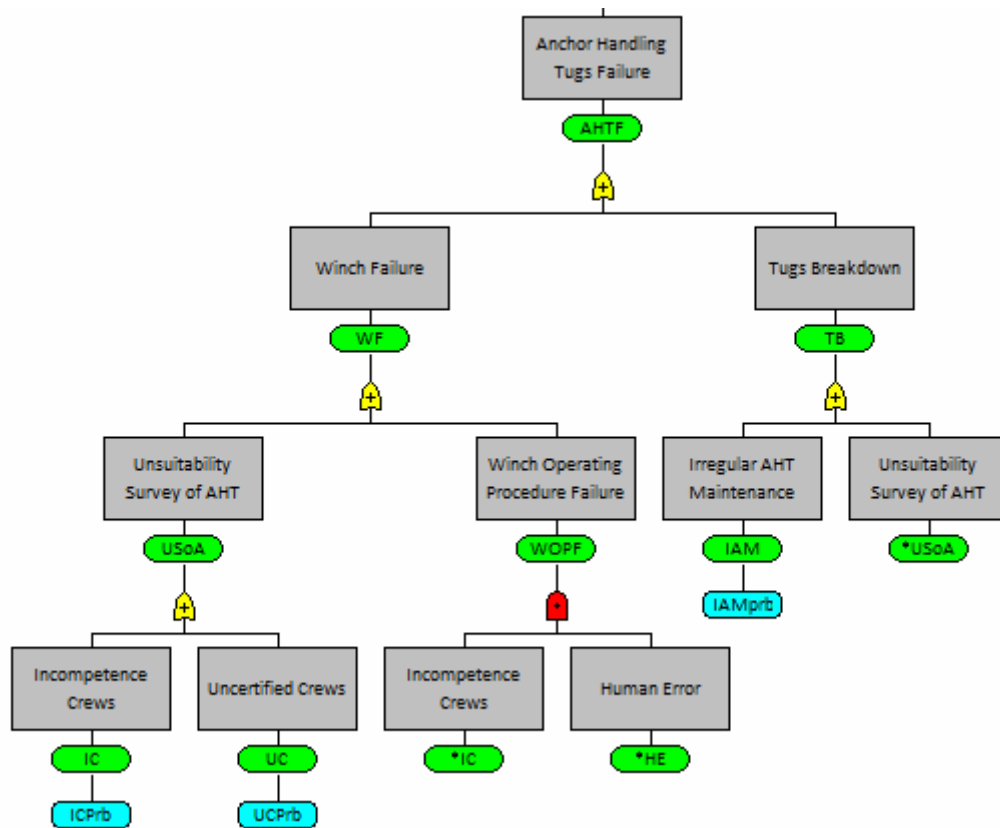 Anchor Handling
Tugs Failure
AHTF
+
Winch Failure
Tugs Breakdown
WF
TB
+
+
Unsuitability
Survey of AHT
Winch Operating
Procedure Failure
Irregular AHT
Maintenance
Unsuitability
Survey of AHT
USoA
WOPF
IAM
*USoA
+
•
IAMprb
Incompetence
Crews
Uncertified Crews
Incompetence
Crews
Human Error
IC
UC
*IC
*HE
ICPrb
UCPrb